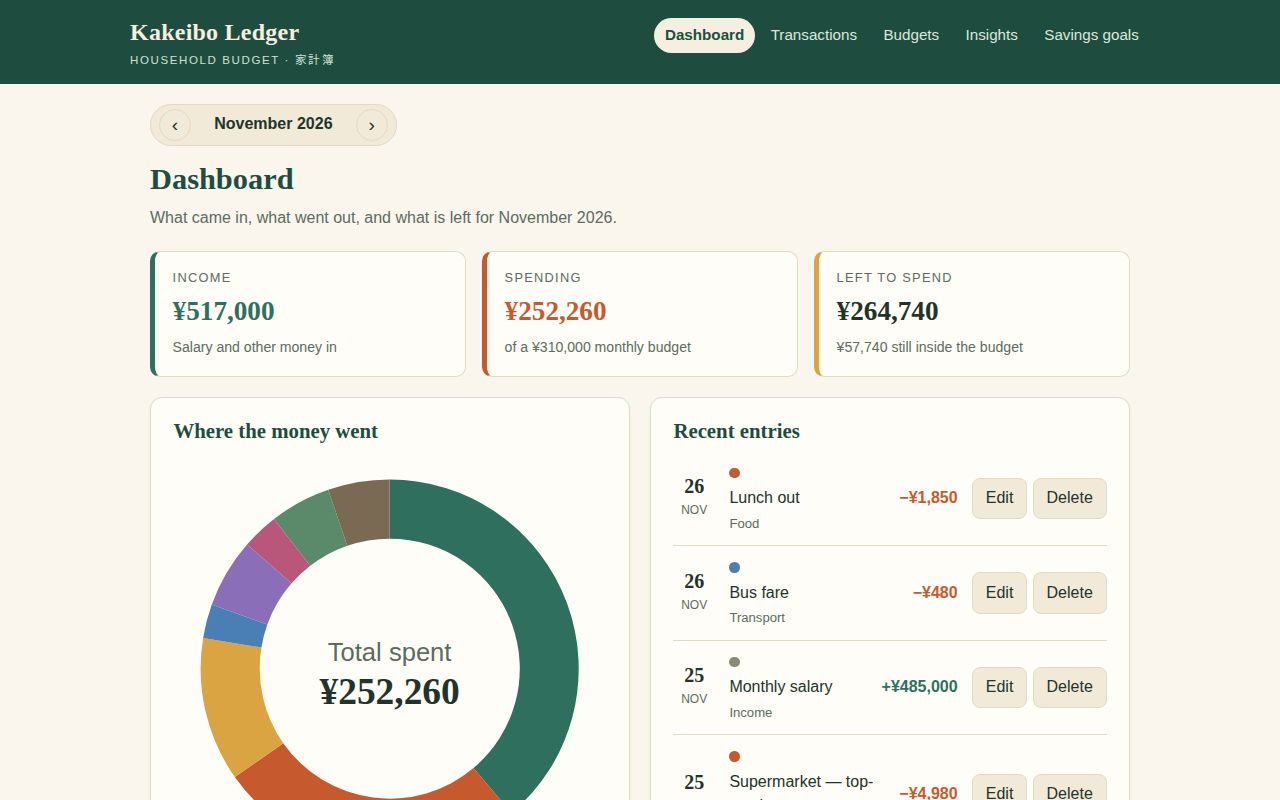 Kakeibo Ledger
HOUSEHOLD BUDGET · 家計簿
Dashboard
Transactions
Budgets
Insights
Savings goals
‹
November 2026
›
Dashboard
What came in, what went out, and what is left for November 2026.
INCOME
¥517,000
Salary and other money in
SPENDING
¥252,260
of a ¥310,000 monthly budget
LEFT TO SPEND
¥264,740
¥57,740 still inside the budget
Where the money went
Total spent
¥252,260
Recent entries
26
NOV
Lunch out
Food
−¥1,850
Edit
Delete
26
NOV
Bus fare
Transport
−¥480
Edit
Delete
25
NOV
Monthly salary
Income
+¥485,000
Edit
Delete
25
Supermarket — top-
−¥4,980
Edit
Delete